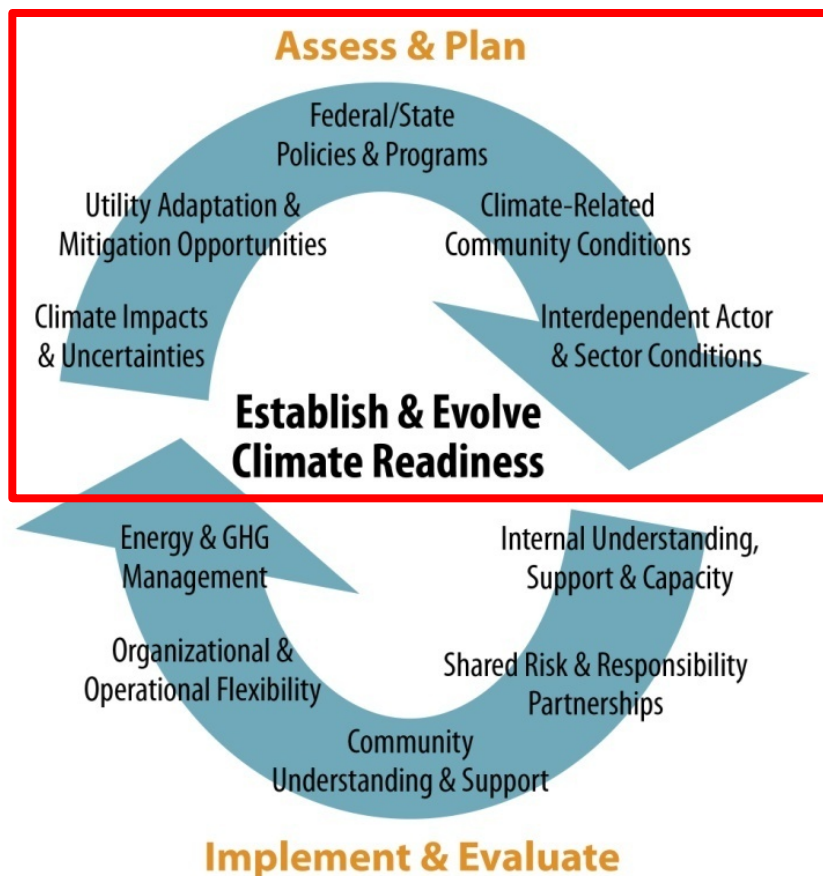 Assess & Plan
Federal/State
Policies & Programs
Utility Adaptation &
Mitigation Opportunities
Climate-Related
Community Conditions
Climate Impacts
& Uncertainties
Interdependent Actor
& Sector Conditions
Establish & Evolve
Climate Readiness
Energy & GHG
Management
Internal Understanding,
Support & Capacity
Organizational &
Operational Flexibility
Shared Risk & Responsibility
Partnerships
Community
Understanding & Support
Implement & Evaluate